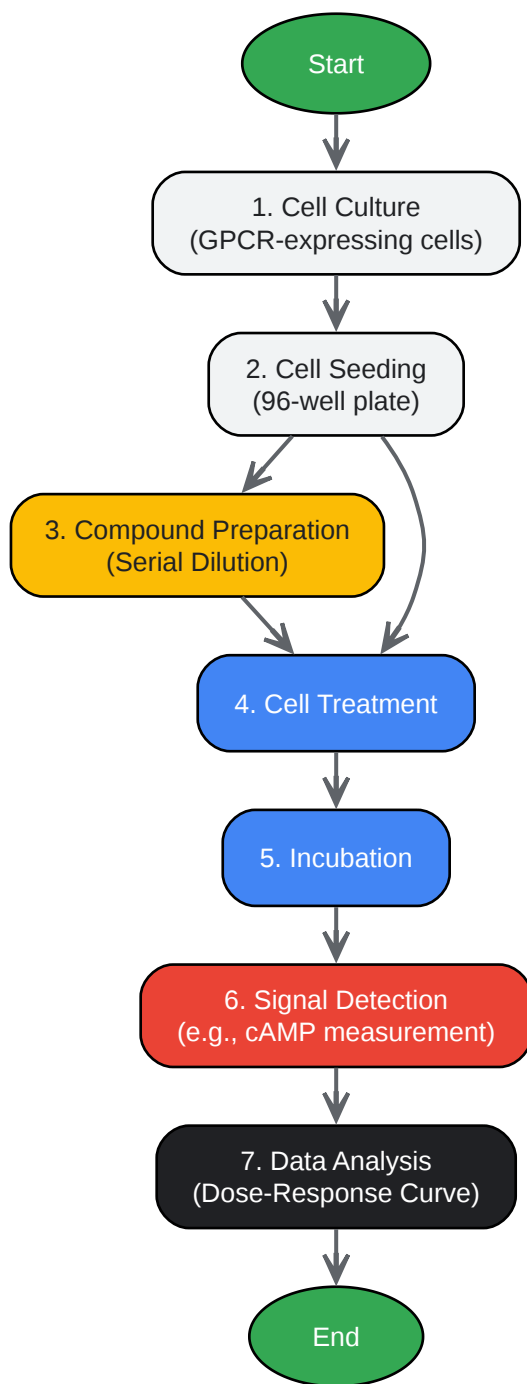 Start
1. Cell Culture
(GPCR-expressing cells)
2. Cell Seeding
(96-well plate)
3. Compound Preparation
(Serial Dilution)
4. Cell Treatment
5. Incubation
6. Signal Detection
(e.g., cAMP measurement)
7. Data Analysis
(Dose-Response Curve)
End